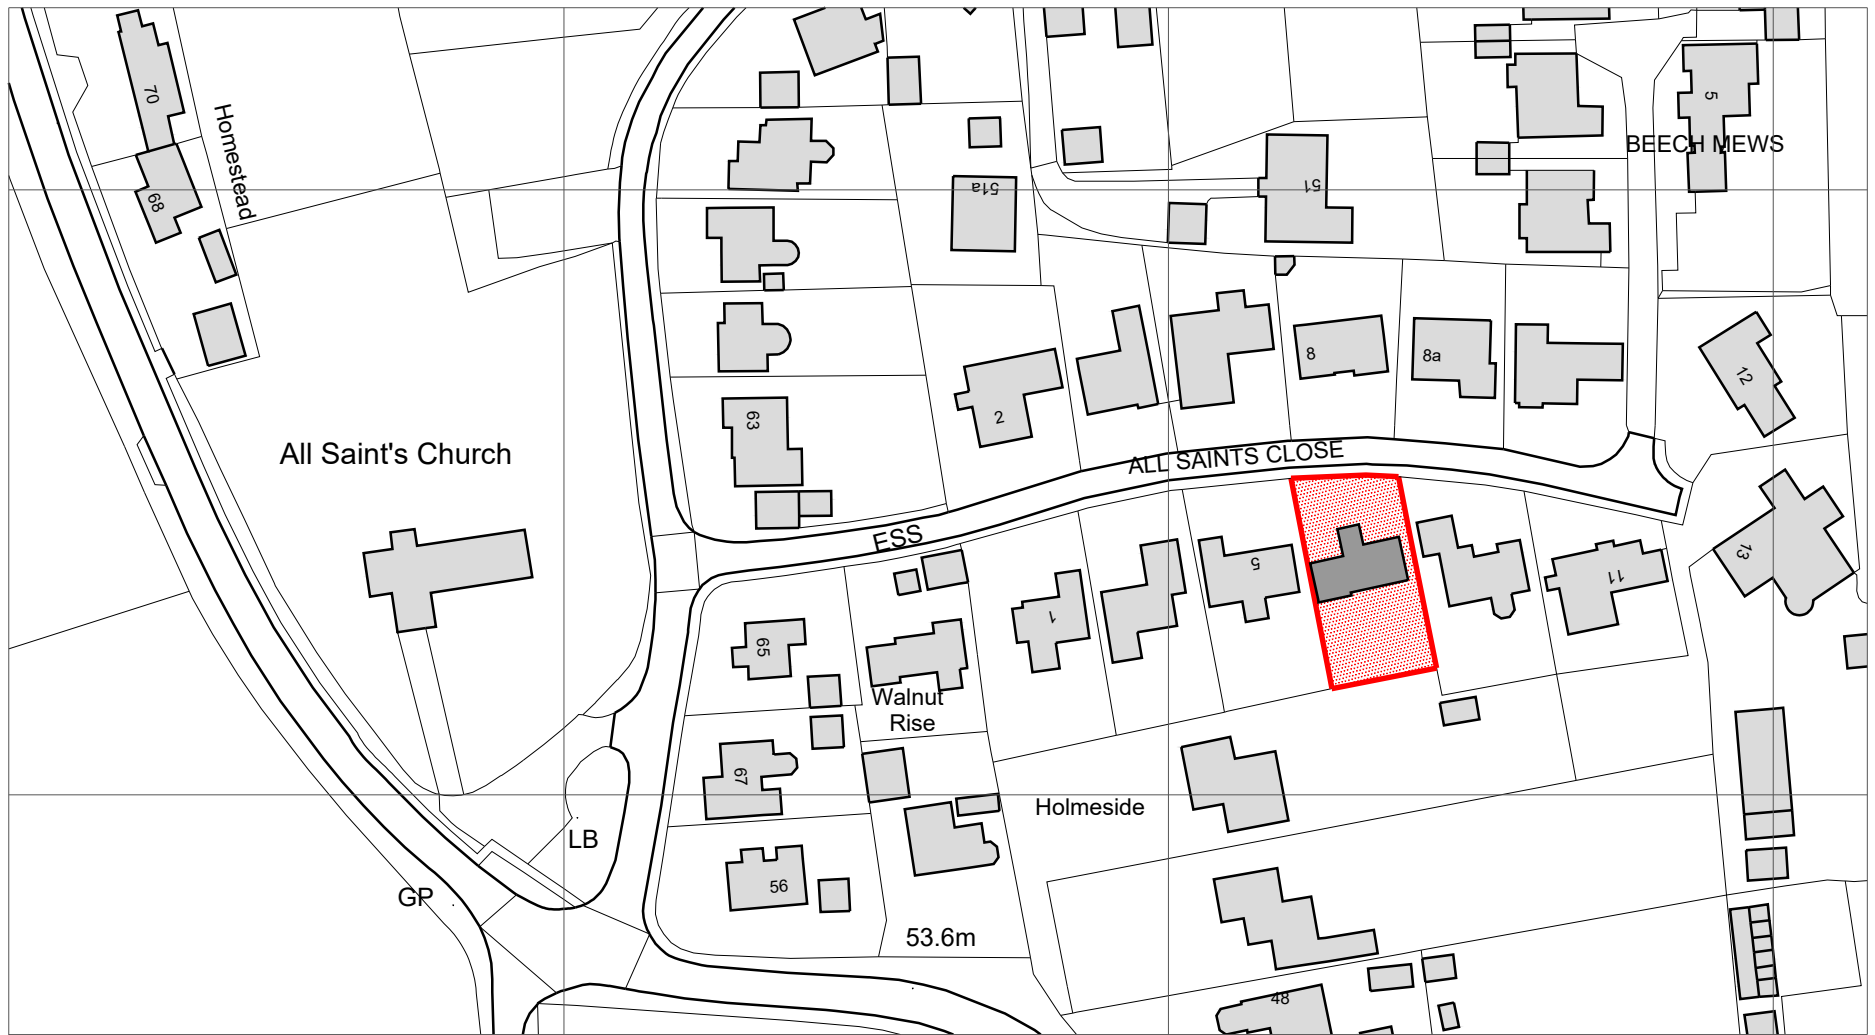 70
Homestead
68
5
BEECH MEWS
51a
51
8
8a
12
63
2
All Saint's Church
ALL SAINTS CLOSE
ESS
5
1
11
13
65
Walnut
Rise
67
Holmeside
LB
56
GP
53.6m
48